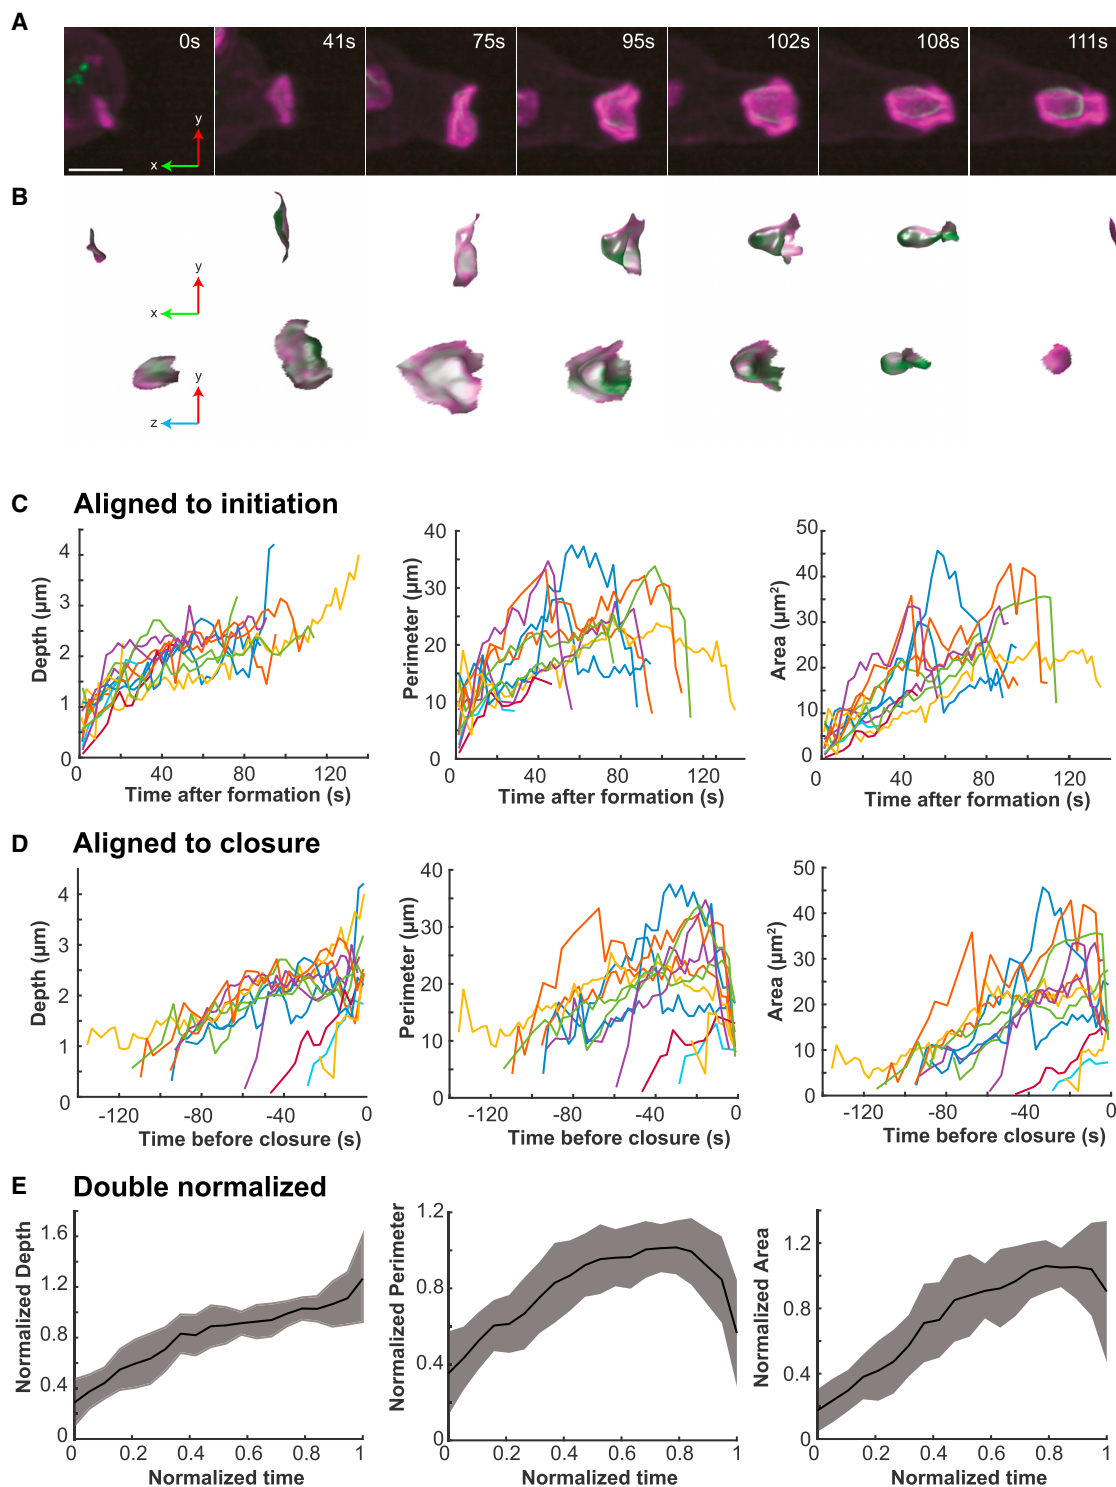 A
0s 41s 75s 95s 102s 108s 111s
y
x
B
y
x
y
z
C Aligned to initiation
Depth (µm)
4
3
2
1
0
0 40 80 120
Time after formation (s)
Perimeter (µm)
40
30
20
10
0
0 40 80 120
Time after formation (s)
Area (µm²)
50
40
30
20
10
0
0 40 80 120
Time after formation (s)
D Aligned to closure
Depth (µm)
4
3
2
1
0
-120 -80 -40 0
Time before closure (s)
Perimeter (µm)
40
30
20
10
0
-120 -80 -40 0
Time before closure (s)
Area (µm²)
50
40
30
20
10
0
-120 -80 -40 0
Time before closure (s)
E Double normalized
Normalized Depth
1.6
1.2
0.8
0.4
0
0 0.2 0.4 0.6 0.8 1
Normalized time
Normalized Perimeter
1.2
0.8
0.4
0
0 0.2 0.4 0.6 0.8 1
Normalized time
Normalized Area
1.2
0.8
0.4
0
0 0.2 0.4 0.6 0.8 1
Normalized time